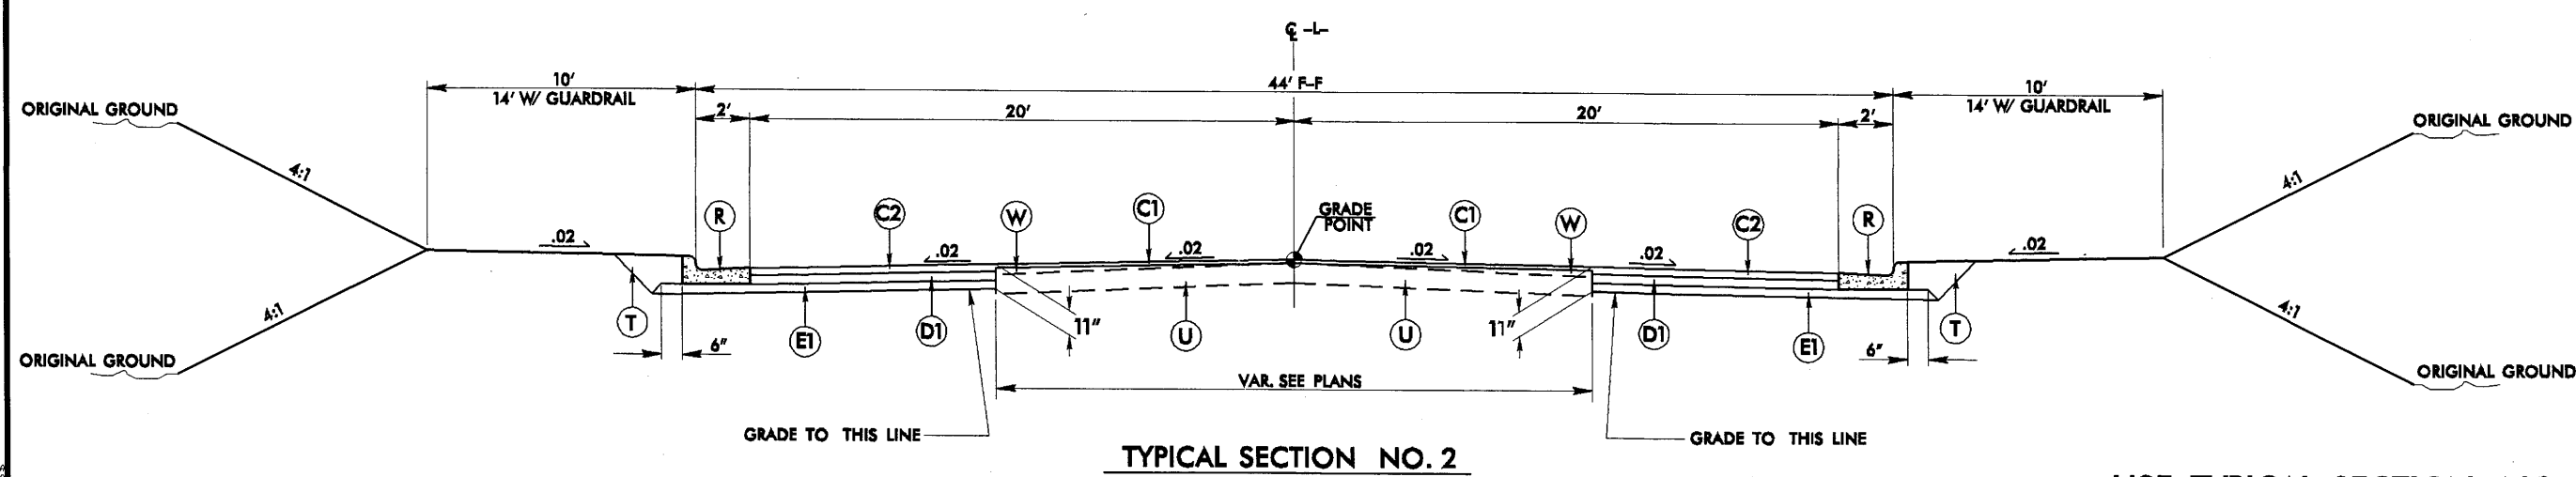 ℄ -L-
10'
14' W/ GUARDRAIL
44' F-F
10'
14' W/ GUARDRAIL
ORIGINAL GROUND
2'
20'
20'
2'
ORIGINAL GROUND
4:1
4:1
R
C2
W
C1
GRADE
POINT
C1
W
C2
R
.02
.02
.02
.02
.02
.02
4:1
4:1
T
E1
D1
11"
U
U
11"
D1
E1
T
6"
6"
ORIGINAL GROUND
ORIGINAL GROUND
VAR. SEE PLANS
GRADE TO THIS LINE
GRADE TO THIS LINE
TYPICAL SECTION NO. 2